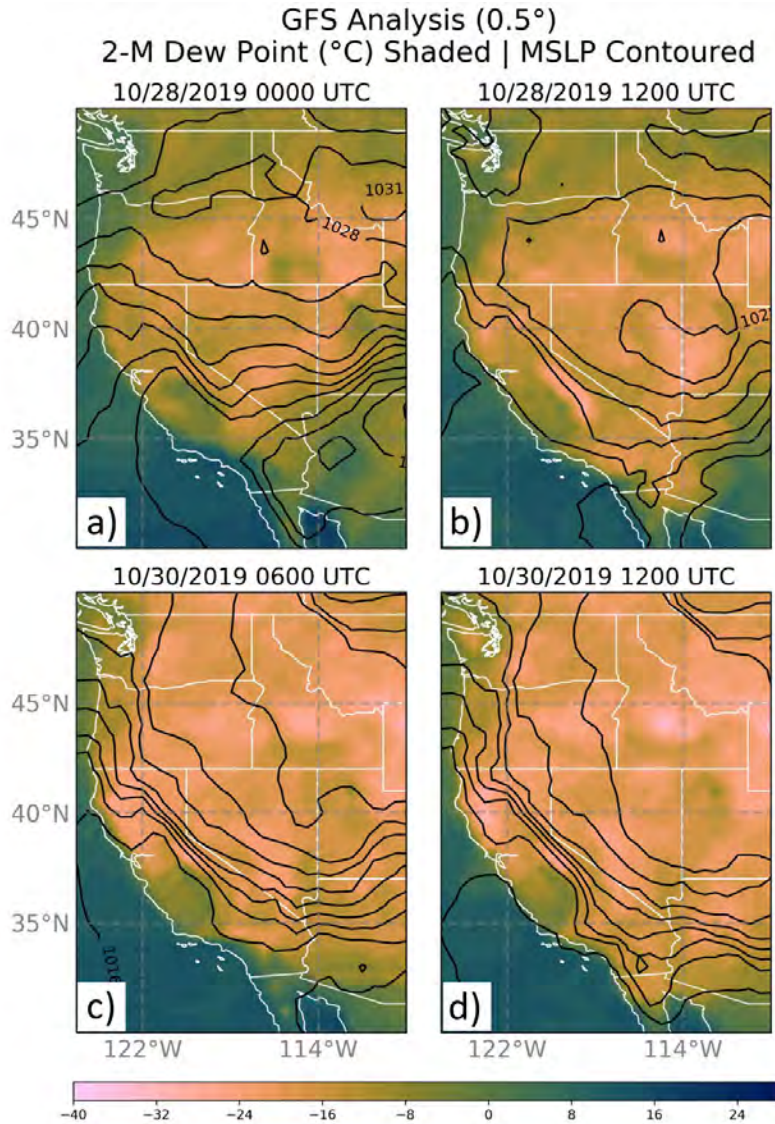 GFS Analysis (0.5°)
2-M Dew Point (°C) Shaded | MSLP Contoured
10/28/2019 0000 UTC
10/28/2019 1200 UTC
1031
1028
45°N
40°N
35°N
a)
b)
10/30/2019 0600 UTC
10/30/2019 1200 UTC
45°N
40°N
35°N
1016
c)
d)
122°W
114°W
122°W
114°W
−40
−32
−24
−16
−8
0
8
16
24